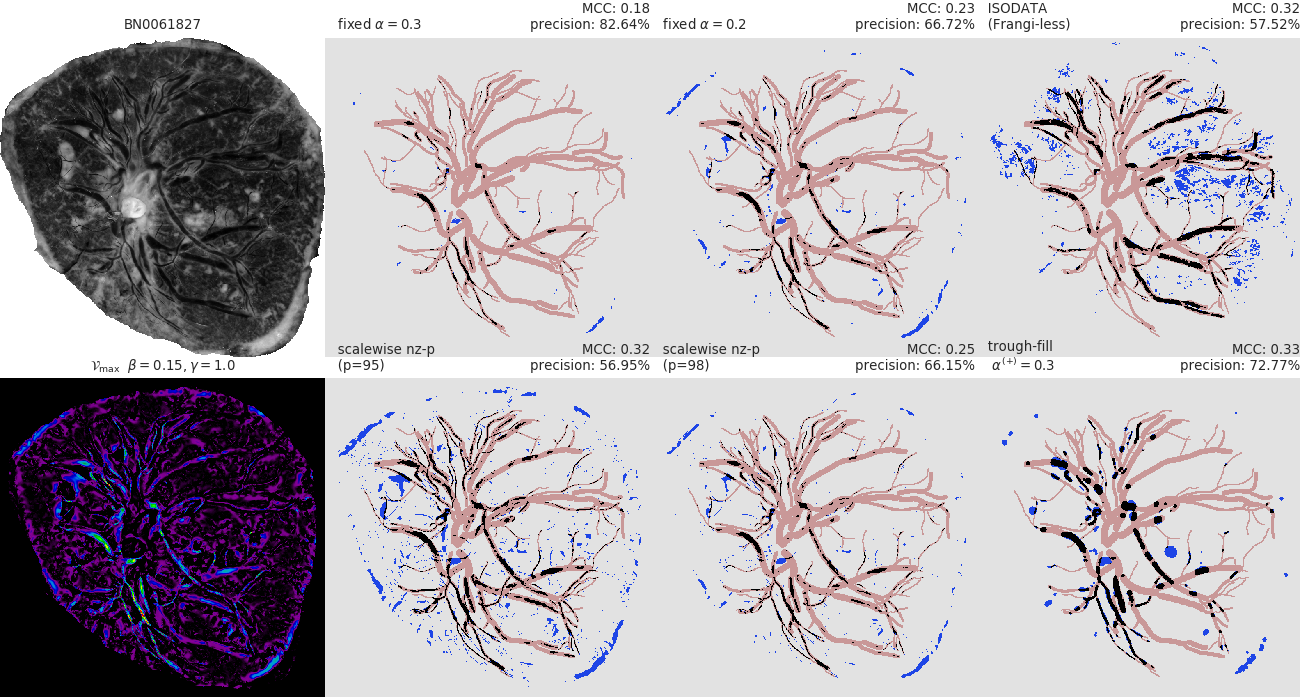 BN0061827
fixed α = 0.3
MCC: 0.18
precision: 82.64%
fixed α = 0.2
MCC: 0.23
precision: 66.72%
ISODATA
(Frangi-less)
MCC: 0.32
precision: 57.52%
𝒱max β = 0.15, γ = 1.0
scalewise nz-p
(p=95)
MCC: 0.32
precision: 56.95%
scalewise nz-p
(p=98)
MCC: 0.25
precision: 66.15%
trough-fill
α(+) = 0.3
MCC: 0.33
precision: 72.77%